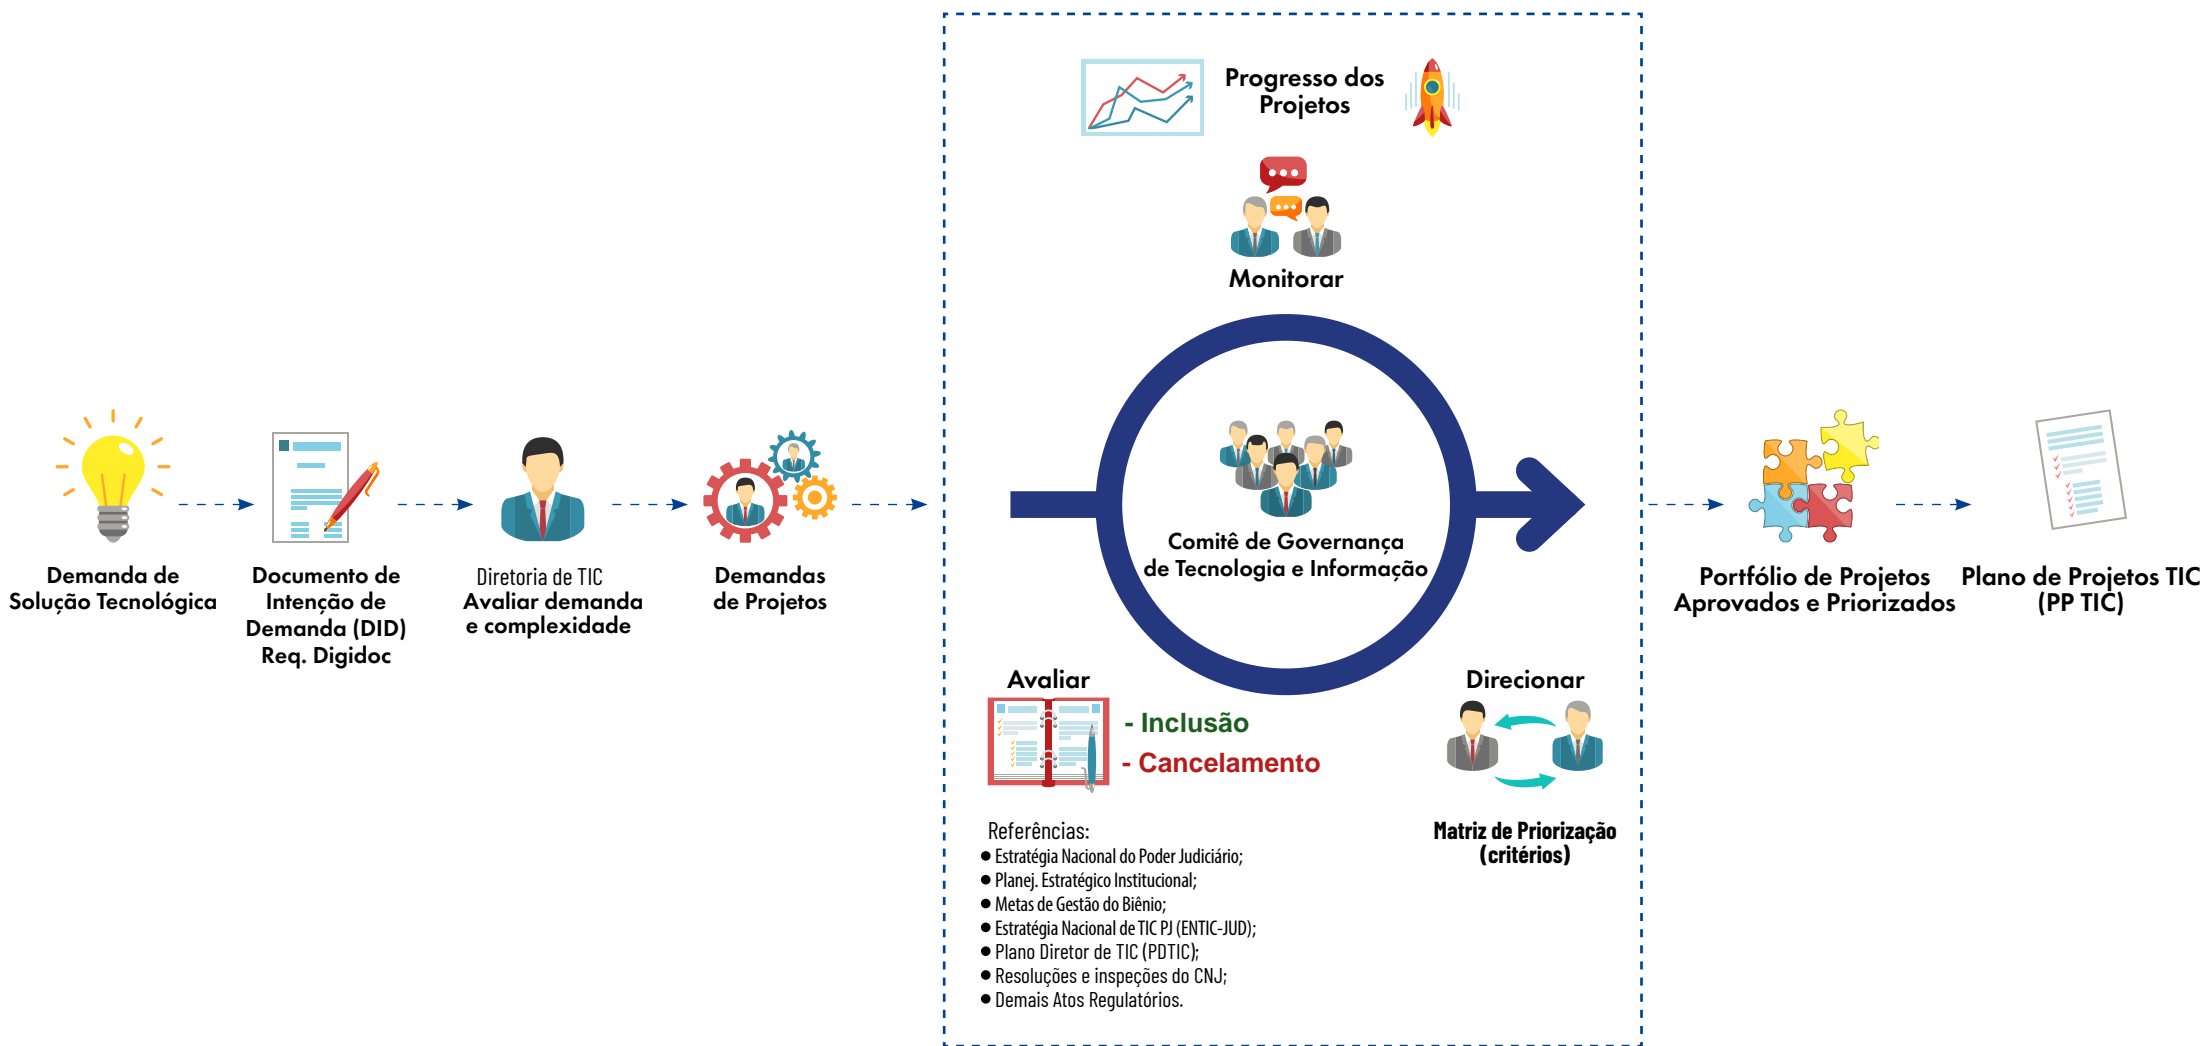 Demanda de
Solução Tecnológica
Documento de
Intenção de
Demanda (DID)
Req. Digidoc
Diretoria de TIC
Avaliar demanda
e complexidade
Demandas
de Projetos
Progresso dos
Projetos
Monitorar
Comitê de Governança
de Tecnologia e Informação
Avaliar
- Inclusão
- Cancelamento
Referências:
● Estratégia Nacional do Poder Judiciário;
● Planej. Estratégico Institucional;
● Metas de Gestão do Biênio;
● Estratégia Nacional de TIC PJ (ENTIC-JUD);
● Plano Diretor de TIC (PDTIC);
● Resoluções e inspeções do CNJ;
● Demais Atos Regulatórios.
Direcionar
Matriz de Priorização
(critérios)
Portfólio de Projetos
Aprovados e Priorizados
Plano de Projetos TIC
(PP TIC)